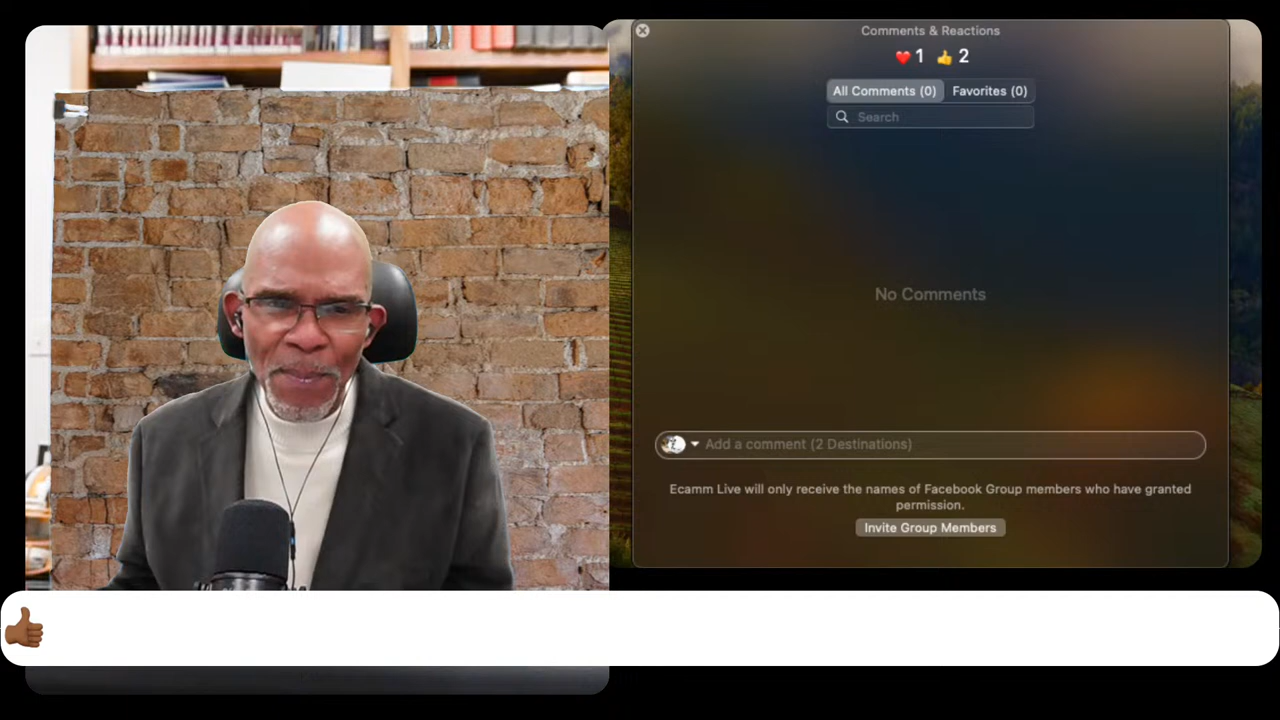 Comments & Reactions
1 2
All Comments (0) Favorites (0)
Search
No Comments
Add a comment (2 Destinations)
Ecamm Live will only receive the names of Facebook Group members who have granted
permission.
Invite Group Members